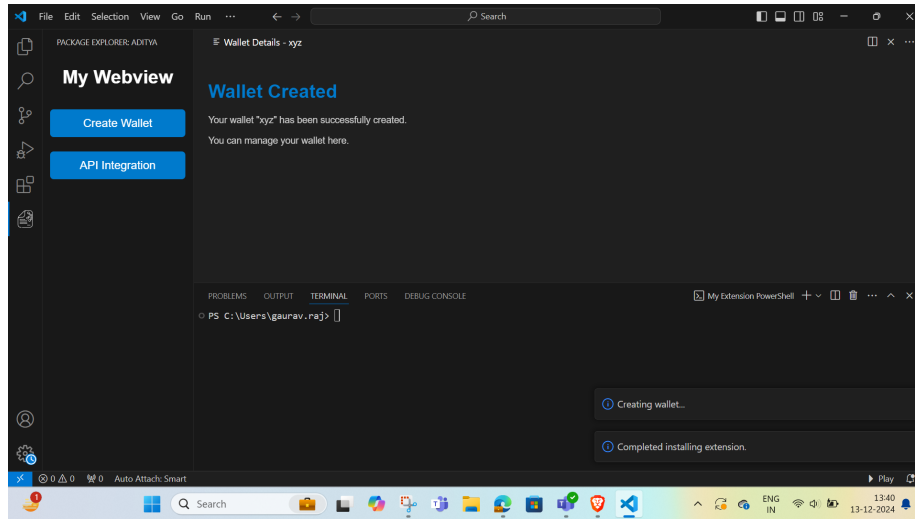 File Edit Selection View Go Run ··· Search
PACKAGE EXPLORER: ADITYA
Wallet Details - xyz
My Webview
Create Wallet
API Integration
Wallet Created
Your wallet "xyz" has been successfully created.
You can manage your wallet here.
PROBLEMS OUTPUT TERMINAL PORTS DEBUG CONSOLE
My Extension PowerShell
PS C:\Users\gaurav.raj>
Creating wallet...
Completed installing extension.
0 0 0 Auto Attach: Smart
Play
1
Search
ENG
IN
13:40
13-12-2024